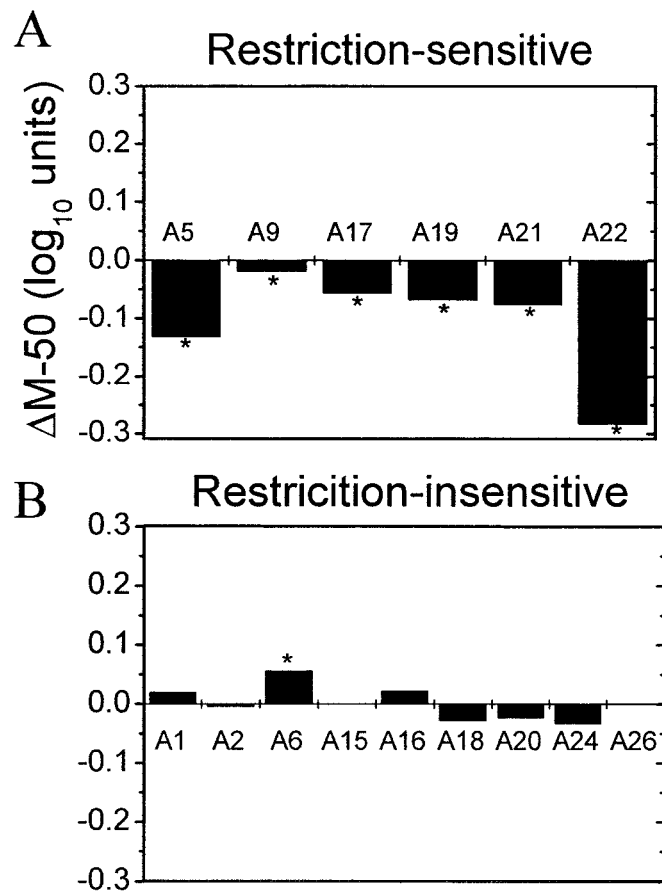 A
Restriction-sensitive
ΔM-50 (log10 units)
0.3
0.2
0.1
0.0
-0.1
-0.2
-0.3
A5 A9 A17 A19 A21 A22
* * * * * *
B
Restricition-insensitive
0.3
0.2
0.1
0.0
-0.1
-0.2
-0.3
*
A1 A2 A6 A15 A16 A18 A20 A24 A26